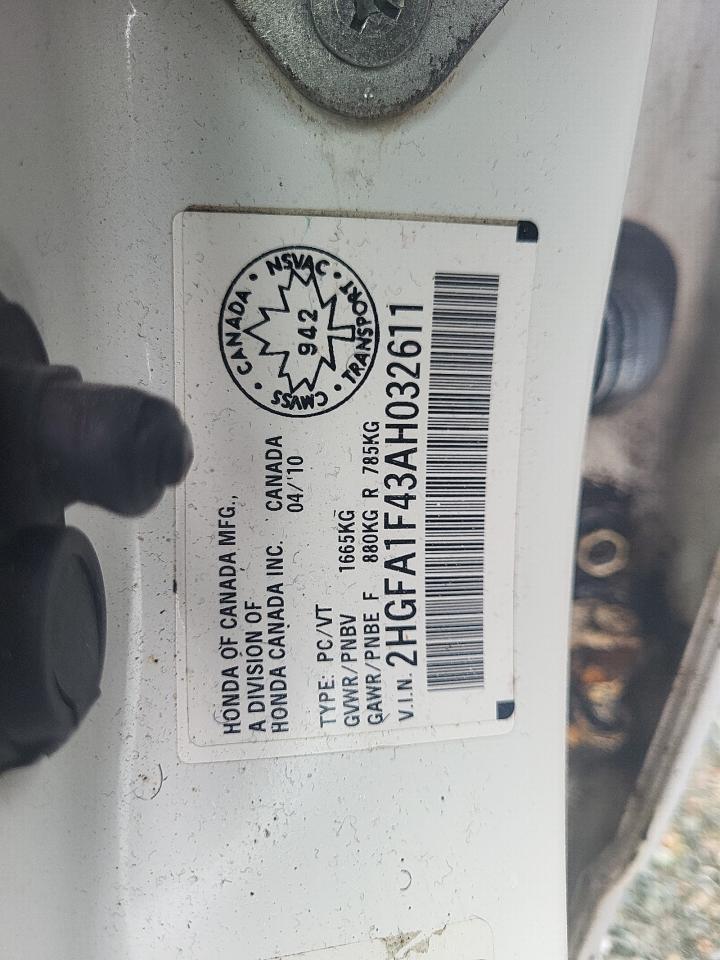 HONDA OF CANADA MFG.,
A DIVISION OF
HONDA CANADA INC. CANADA
04/'10
CANADA • NSVAC • TRANSPORT • CMVSS •
942
TYPE: PC/VT
GVWR/PNBV 1665KG
GAWR/PNBE F 880KG R 785KG
V.I.N. 2HGFA1F43AH032611